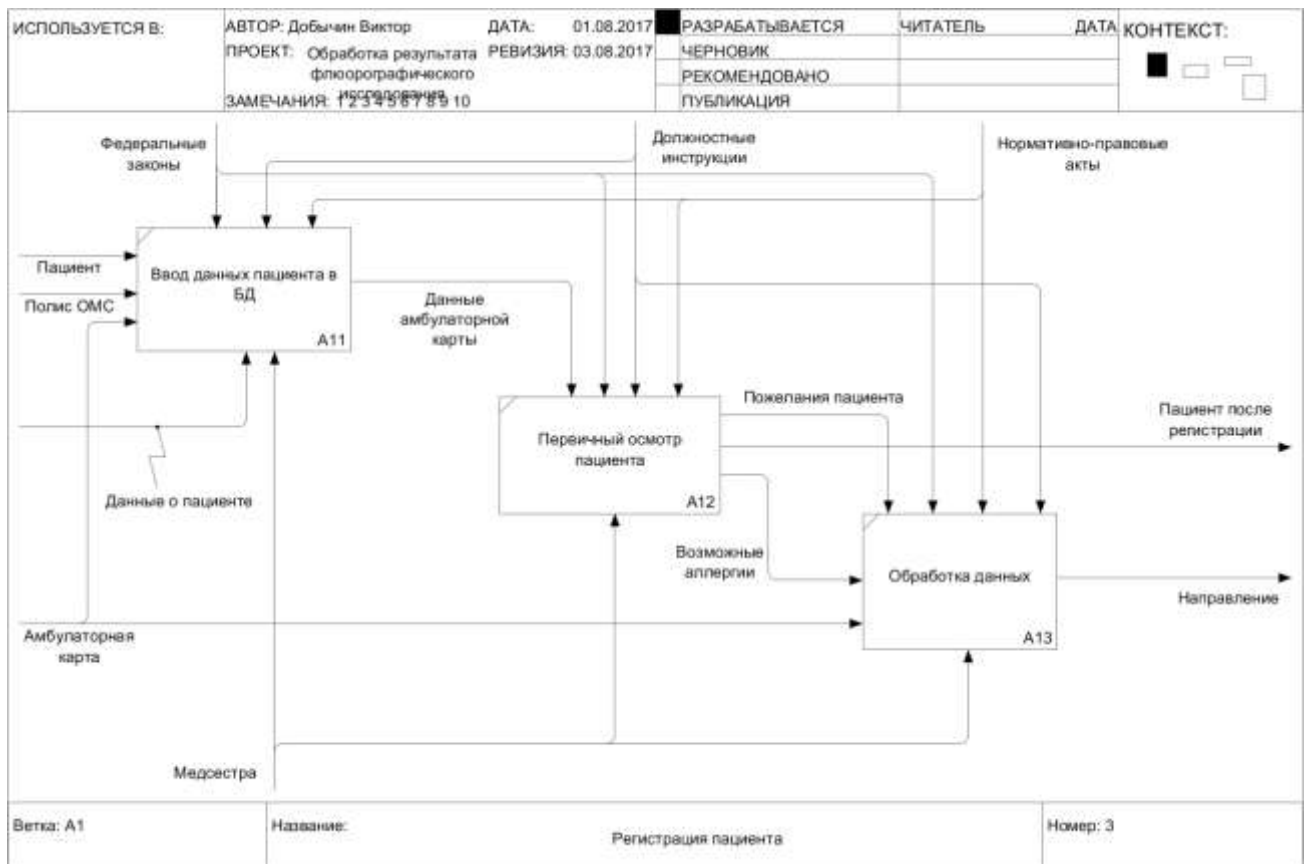 ИСПОЛЬЗУЕТСЯ В:
АВТОР: Добычин Виктор
ДАТА: 01.08.2017
РАЗРАБАТЫВАЕТСЯ
ЧИТАТЕЛЬ
ДАТА
КОНТЕКСТ:
ПРОЕКТ: Обработка результата
флюорографического
исследования
РЕВИЗИЯ: 03.08.2017
ЧЕРНОВИК
РЕКОМЕНДОВАНО
ЗАМЕЧАНИЯ: 1 2 3 4 5 6 7 8 9 10
ПУБЛИКАЦИЯ
Федеральные
законы
Должностные
инструкции
Нормативно-правовые
акты
Пациент
Полис ОМС
Ввод данных пациента в
БД
A11
Данные
амбулаторной
карты
Пожелания пациента
Пациент после
регистрации
Первичный осмотр
пациента
A12
Данные о пациенте
Возможные
аллергии
Обработка данных
A13
Направление
Амбулаторная
карта
Медсестра
Ветка: A1
Название:
Регистрация пациента
Номер: 3